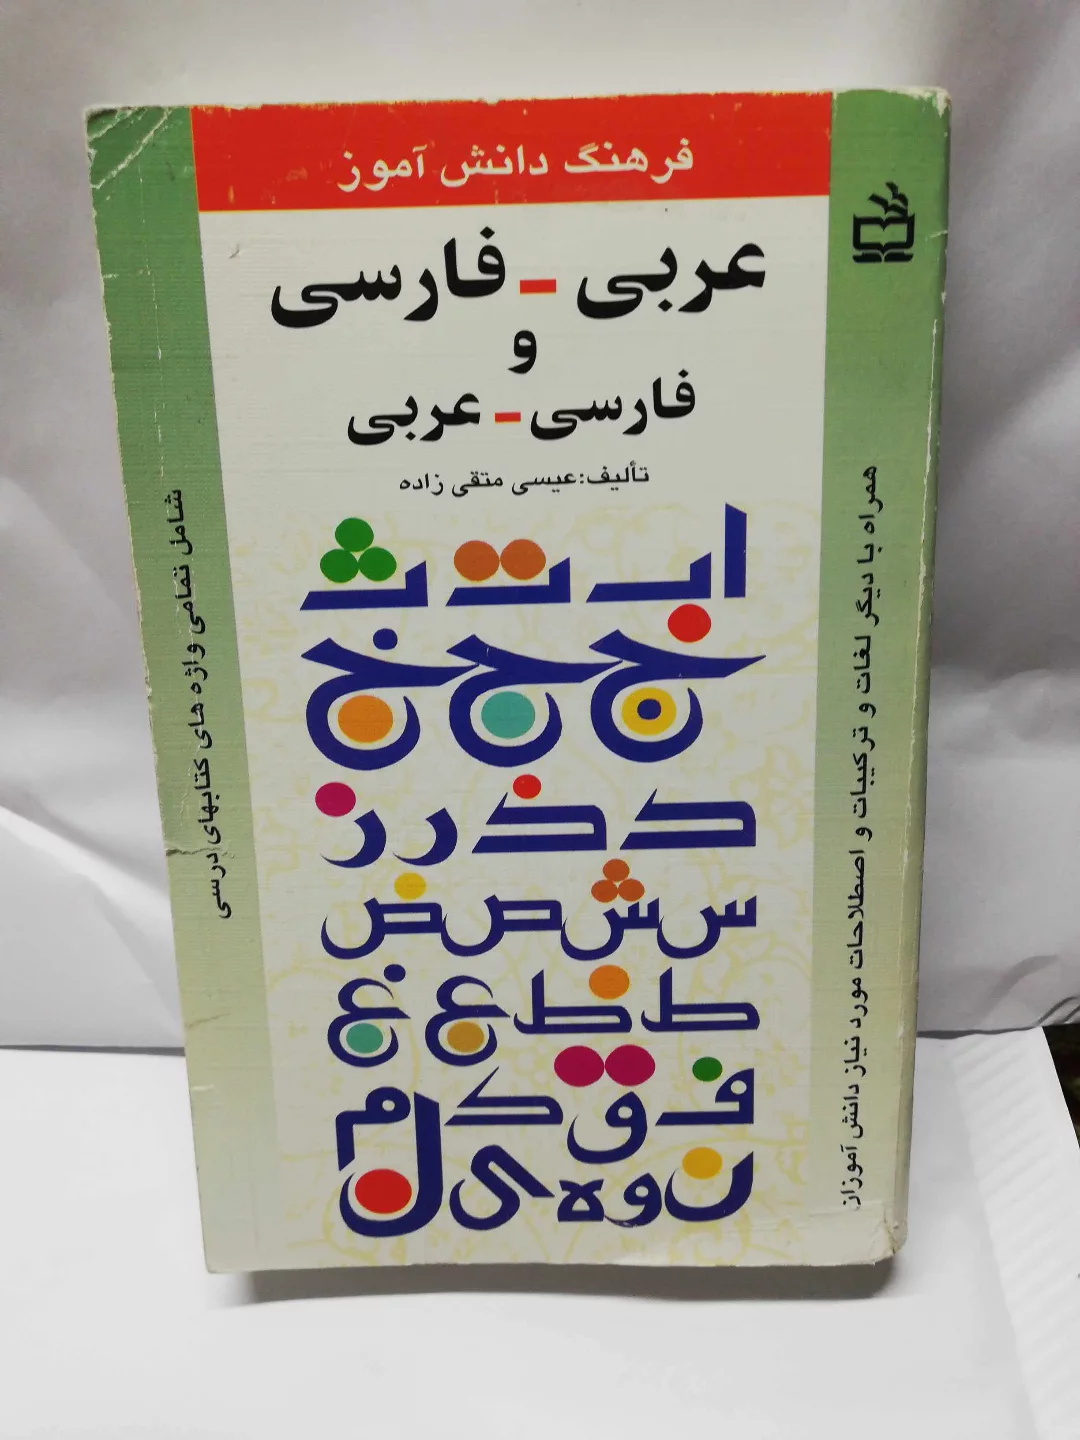 فرهنگ دانش آموز
عربی - فارسی
و
فارسی - عربی
تألیف: عیسی متقی زاده
ا ب ت ث
ج ح خ
د ذ ر ز
س ش ص ض
ط ظ ع غ
ف ق ک ل م
ن و ه ی
همراه با دیگر لغات و ترکیبات و اصطلاحات مورد نیاز دانش آموزان
شامل تمامی واژه های کتابهای درسی